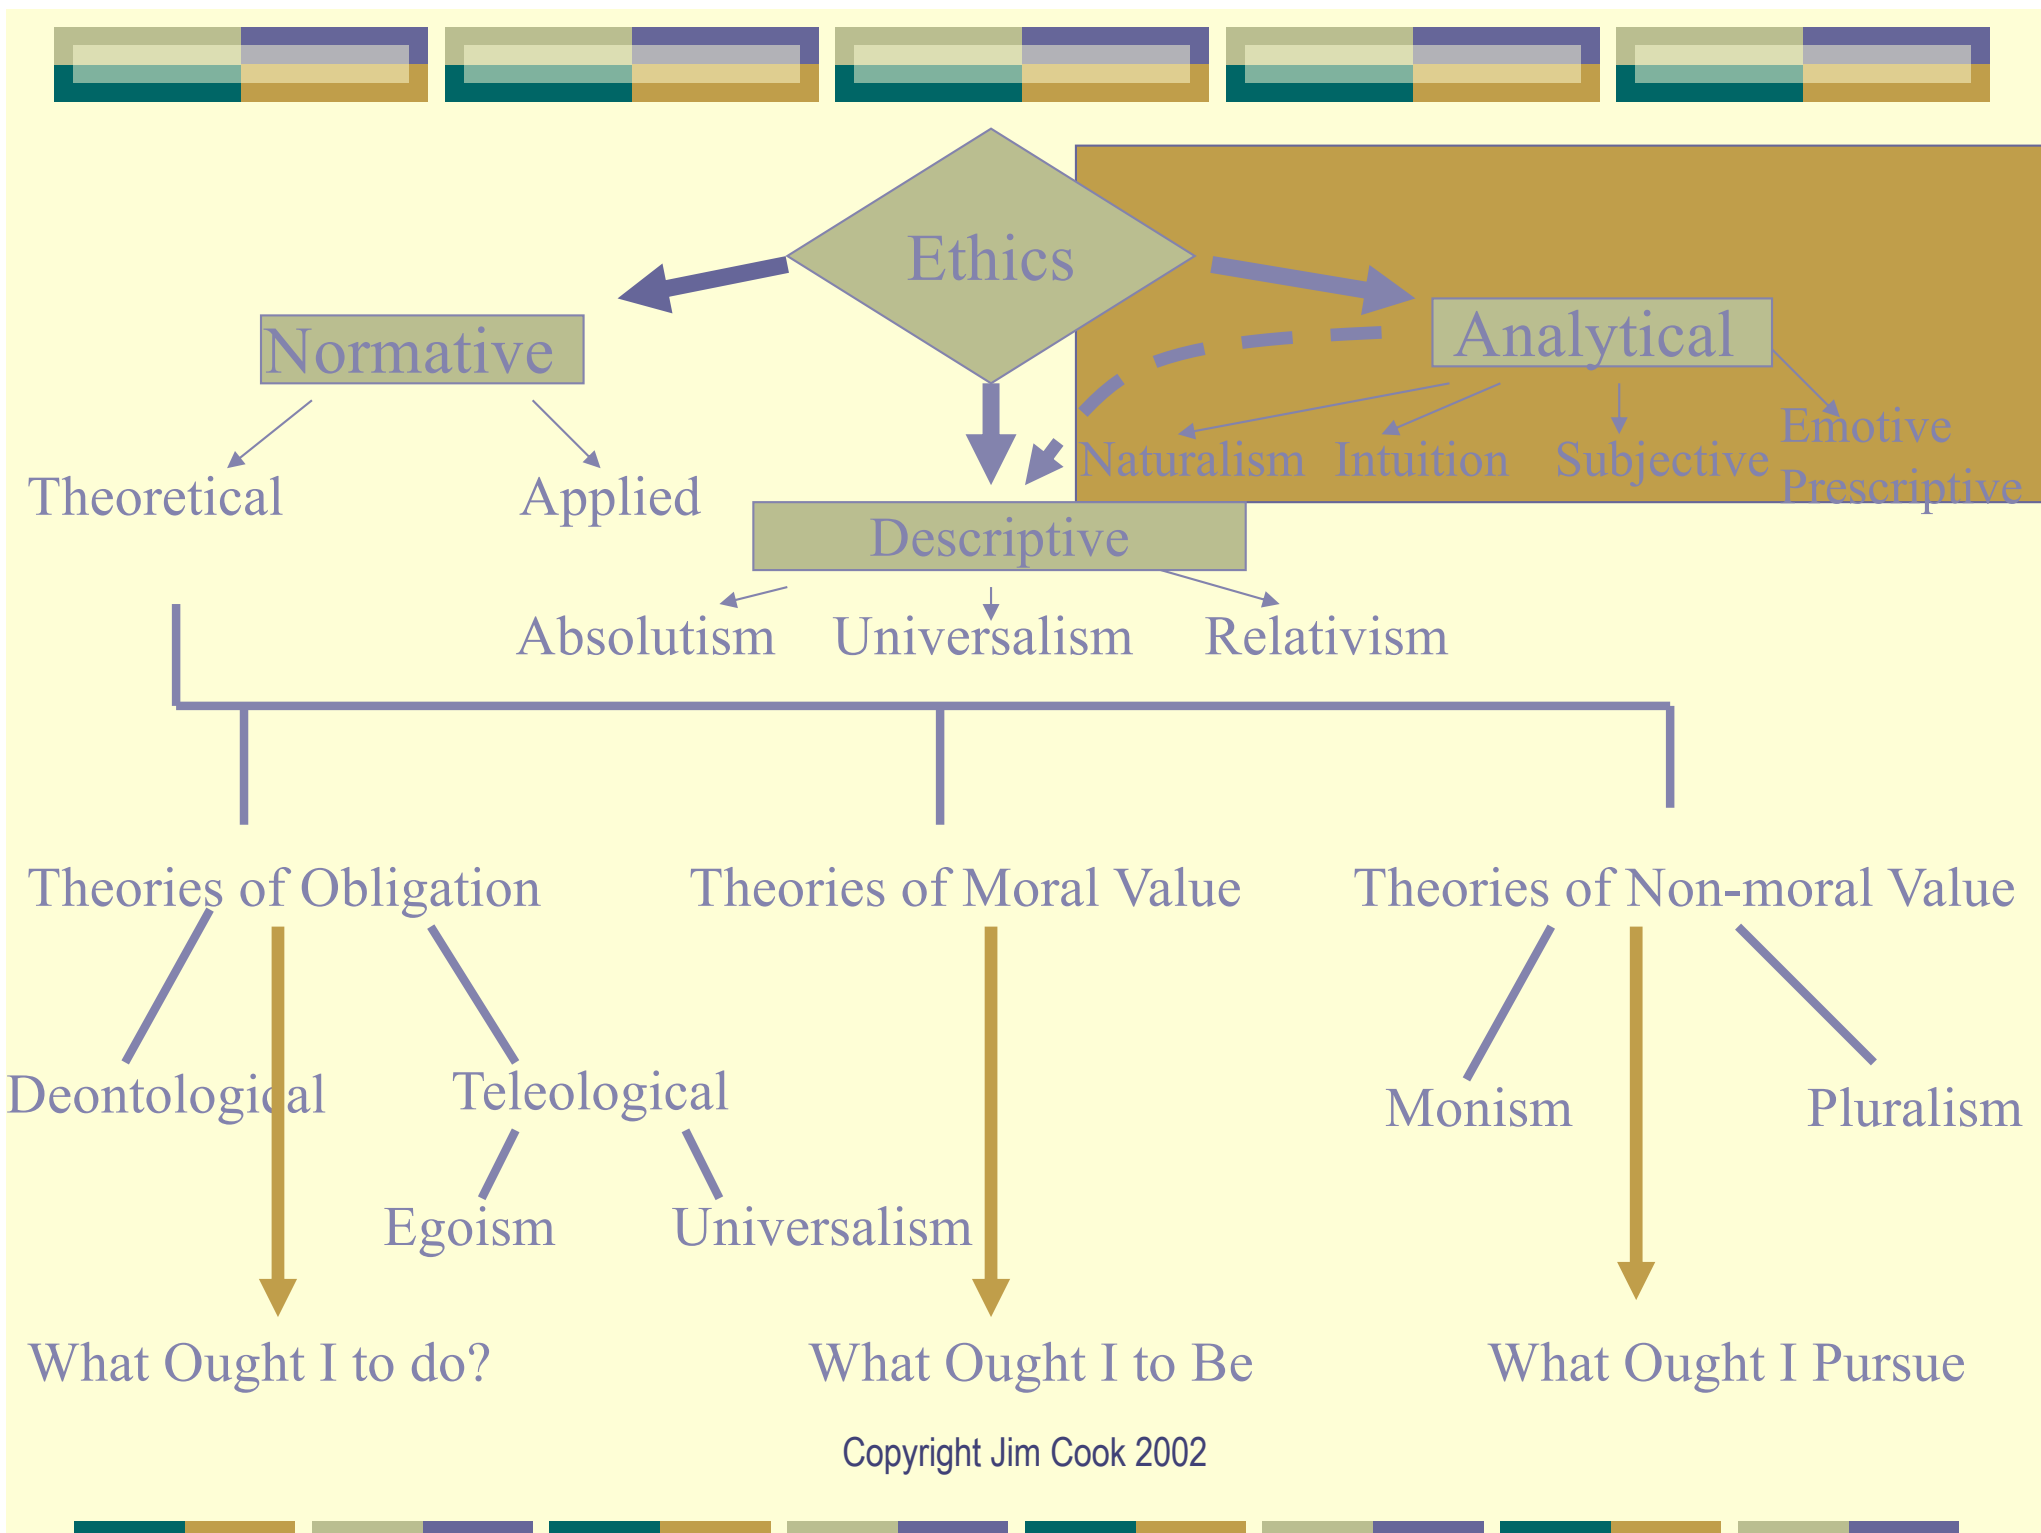 Ethics
Normative
Analytical
Theoretical
Applied
Naturalism
Intuition
Subjective
Emotive
Prescriptive
Descriptive
Absolutism
Universalism
Relativism
Theories of Obligation
Theories of Moral Value
Theories of Non-moral Value
Deontological
Teleological
Monism
Pluralism
Egoism
Universalism
What Ought I to do?
What Ought I to Be
What Ought I Pursue
Copyright Jim Cook 2002